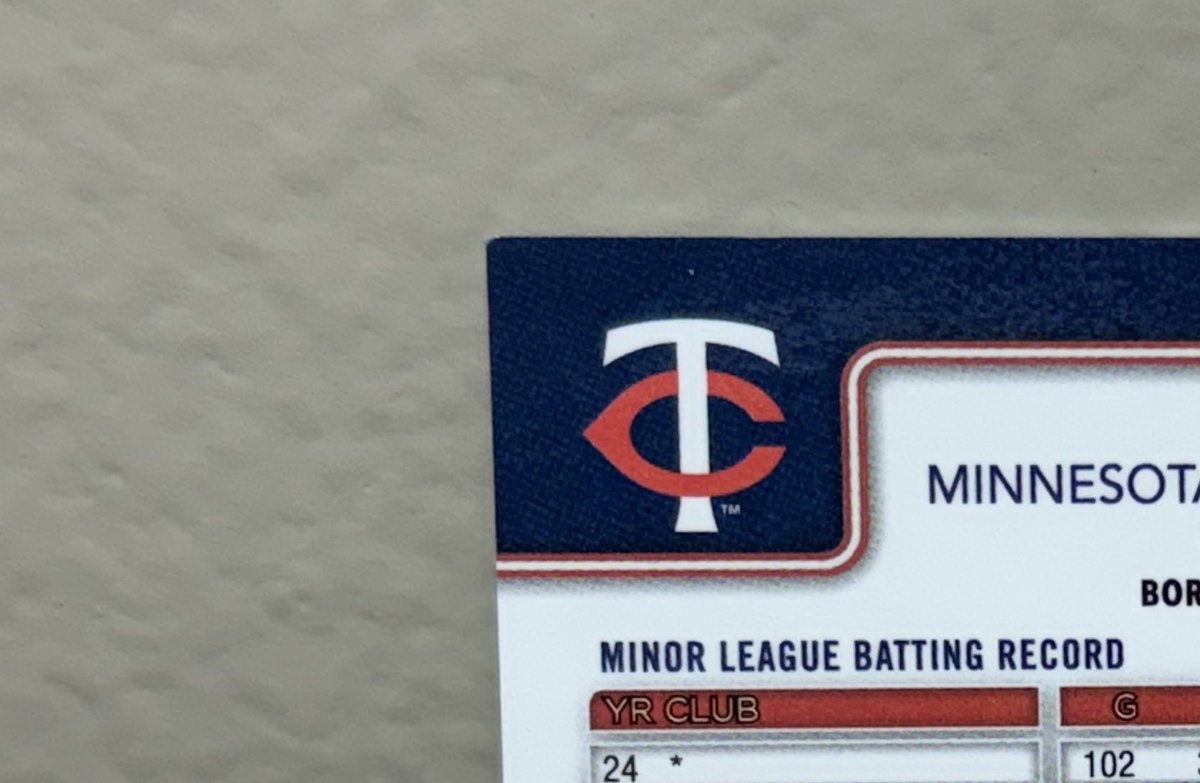 TC
TM
MINNESOTA
BOR
MINOR LEAGUE BATTING RECORD
YR CLUB G
24 * 102